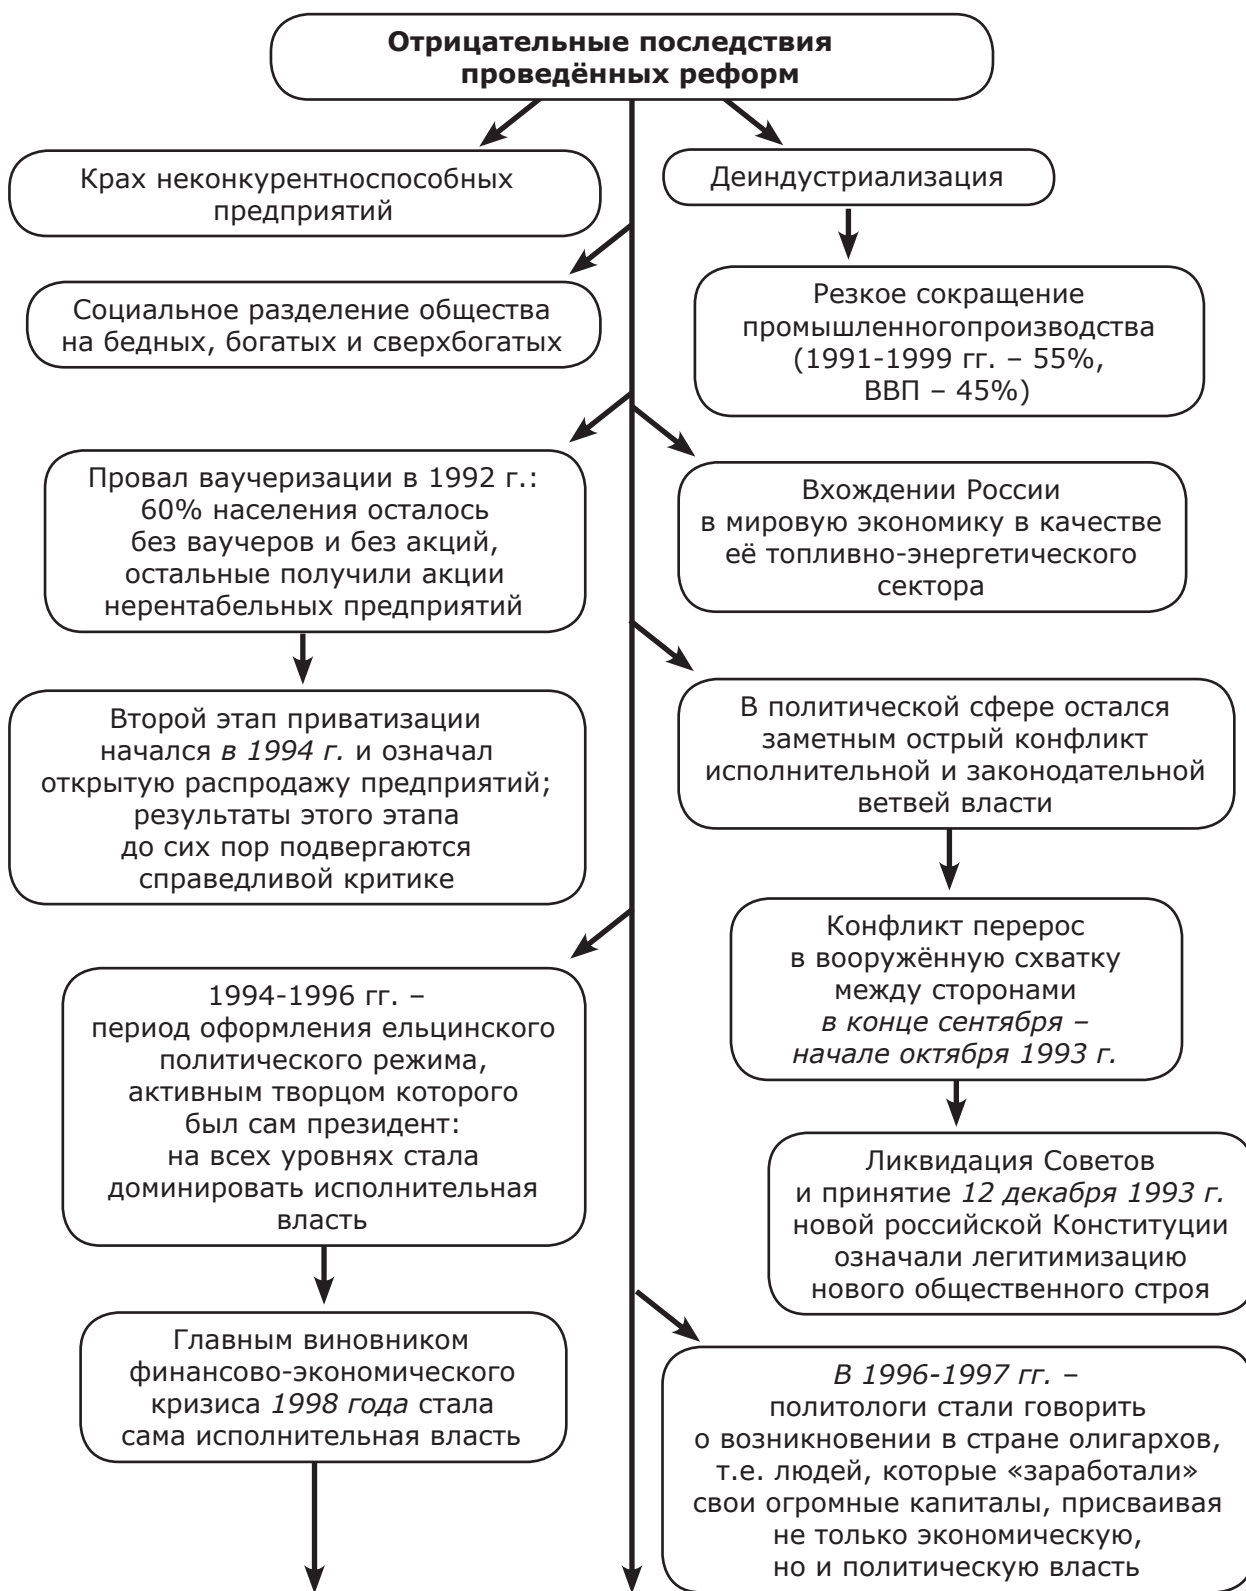 Отрицательные последствия
проведённых реформ
Крах неконкурентноспособных
предприятий
Деиндустриализация
Социальное разделение общества
на бедных, богатых и сверхбогатых
Резкое сокращение
промышленногопроизводства
(1991-1999 гг. – 55%,
ВВП – 45%)
Провал ваучеризации в 1992 г.:
60% населения осталось
без ваучеров и без акций,
остальные получили акции
нерентабельных предприятий
Вхождении России
в мировую экономику в качестве
её топливно-энергетического
сектора
Второй этап приватизации
начался в 1994 г. и означал
открытую распродажу предприятий;
результаты этого этапа
до сих пор подвергаются
справедливой критике
В политической сфере остался
заметным острый конфликт
исполнительной и законодательной
ветвей власти
Конфликт перерос
в вооружённую схватку
между сторонами
в конце сентября –
начале октября 1993 г.
1994-1996 гг. –
период оформления ельцинского
политического режима,
активным творцом которого
был сам президент:
на всех уровнях стала
доминировать исполнительная
власть
Ликвидация Советов
и принятие 12 декабря 1993 г.
новой российской Конституции
означали легитимизацию
нового общественного строя
Главным виновником
финансово-экономического
кризиса 1998 года стала
сама исполнительная власть
В 1996-1997 гг. –
политологи стали говорить
о возникновении в стране олигархов,
т.е. людей, которые «заработали»
свои огромные капиталы, присваивая
не только экономическую,
но и политическую власть